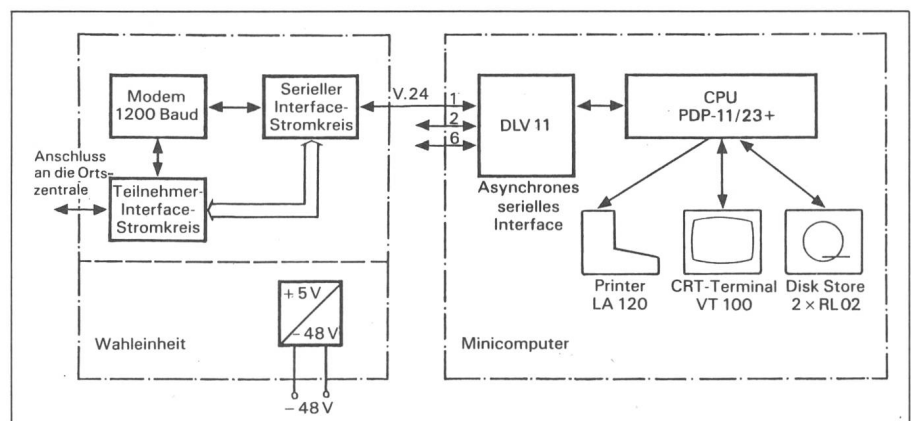 Modem
1200 Baud
Serieller
Interface-
Stromkreis
V.24
1
2
6
DLV 11
CPU
PDP-11/23+
Anschluss
an die Orts-
zentrale
Teilnehmer-
Interface-
Stromkreis
Asynchrones
serielles
Interface
Printer
LA 120
CRT-Terminal
VT 100
Disk Store
2 × RL 02
+ 5 V
– 48 V
Wahleinheit
– 48 V
Minicomputer